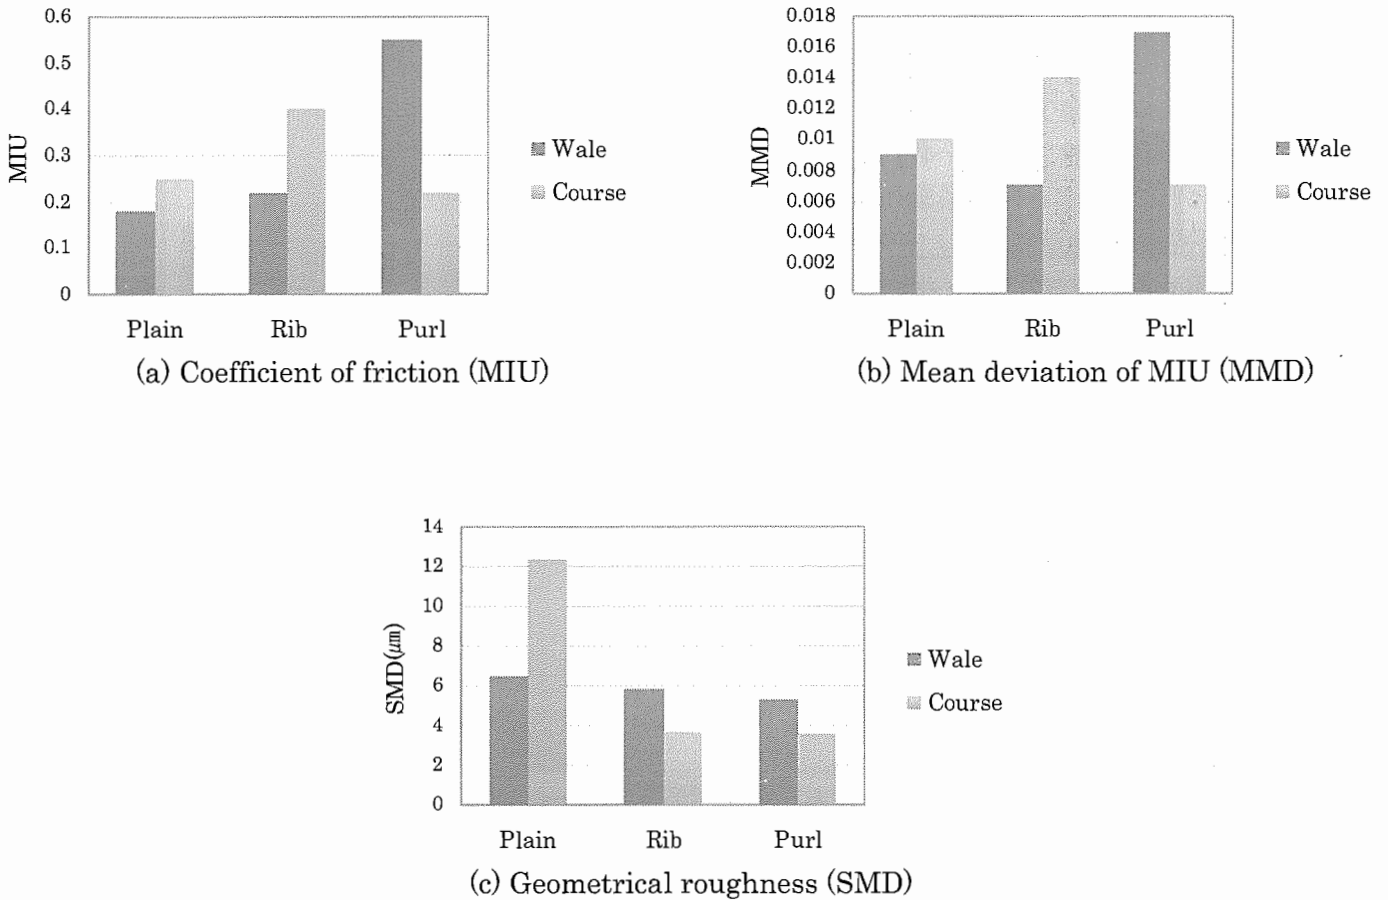 0.6
0.5
0.4
0.3
0.2
0.1
0
MIU
Plain Rib Purl
Wale
Course
(a) Coefficient of friction (MIU)
0.018
0.016
0.014
0.012
0.01
0.008
0.006
0.004
0.002
0
MMD
Plain Rib Purl
Wale
Course
(b) Mean deviation of MIU (MMD)
14
12
10
8
6
4
2
0
SMD(㎛)
Plain Rib Purl
Wale
Course
(c) Geometrical roughness (SMD)